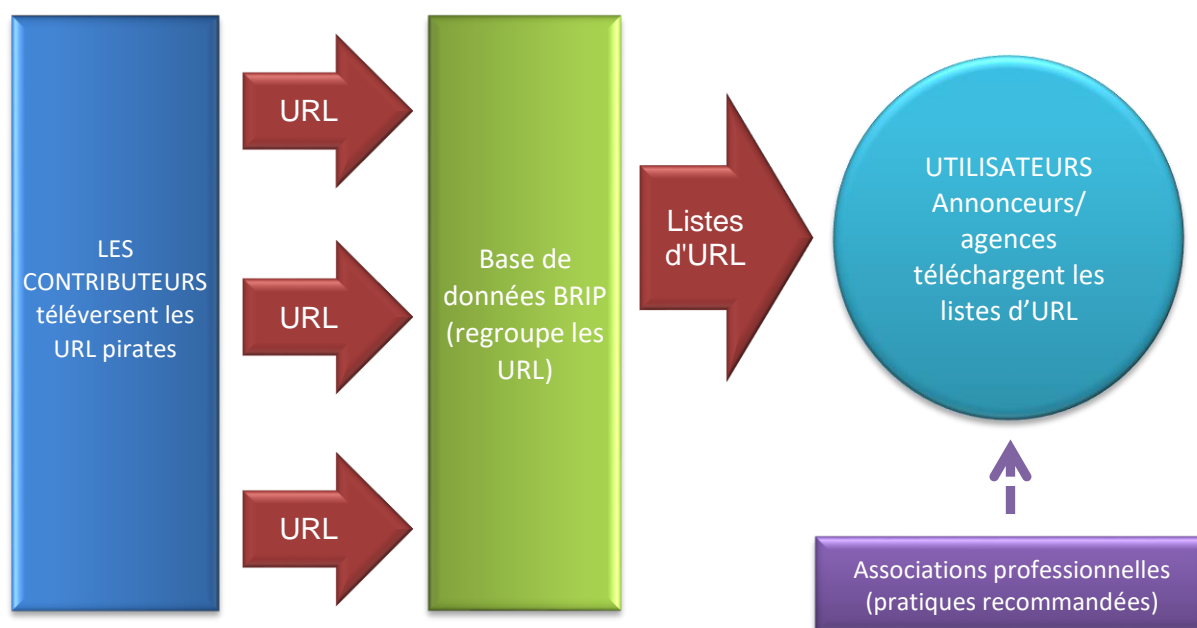 LES
CONTRIBUTEURS
téléversent les
URL pirates
URL
URL
URL
Base de
données BRIP
(regroupe les
URL)
Listes
d'URL
UTILISATEURS
Annonceurs/
agences
téléchargent les
listes d’URL
Associations professionnelles
(pratiques recommandées)